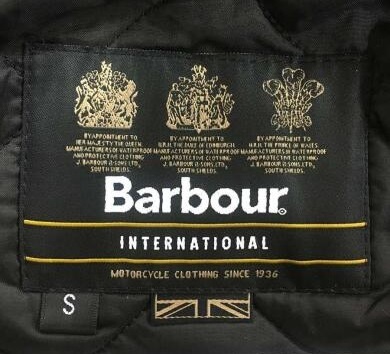 BY APPOINTMENT TO
HER MAJESTY THE QUEEN
MANUFACTURERS OF WATERPROOF
AND PROTECTIVE CLOTHING
J. BARBOUR & SONS LTD,
SOUTH SHIELDS.
BY APPOINTMENT TO
H.R.H. THE DUKE OF EDINBURGH
MANUFACTURERS OF WATERPROOF
AND PROTECTIVE CLOTHING
J. BARBOUR & SONS LTD,
SOUTH SHIELDS.
BY APPOINTMENT TO
H.R.H. THE PRINCE OF WALES
MANUFACTURERS OF WATERPROOF
AND PROTECTIVE CLOTHING
J. BARBOUR & SONS LTD,
SOUTH SHIELDS.
Barbour®
INTERNATIONAL
MOTORCYCLE CLOTHING SINCE 1936
S